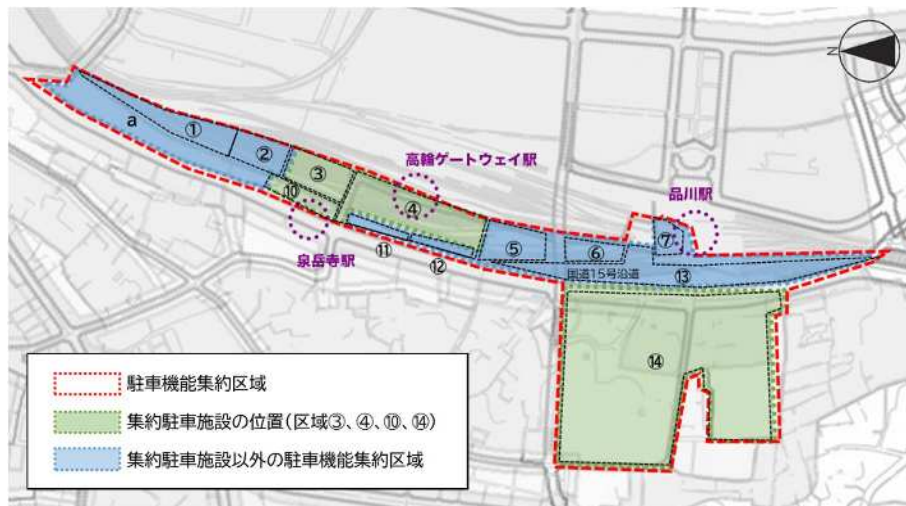 N
a
①
②
③
高輪ゲートウェイ駅
⑩
④
品川駅
泉岳寺駅
⑪
⑫
⑤
⑥
⑦
国道15号沿道
⑬
⑭
駐車機能集約区域
集約駐車施設の位置(区域③、④、⑩、⑭)
集約駐車施設以外の駐車機能集約区域